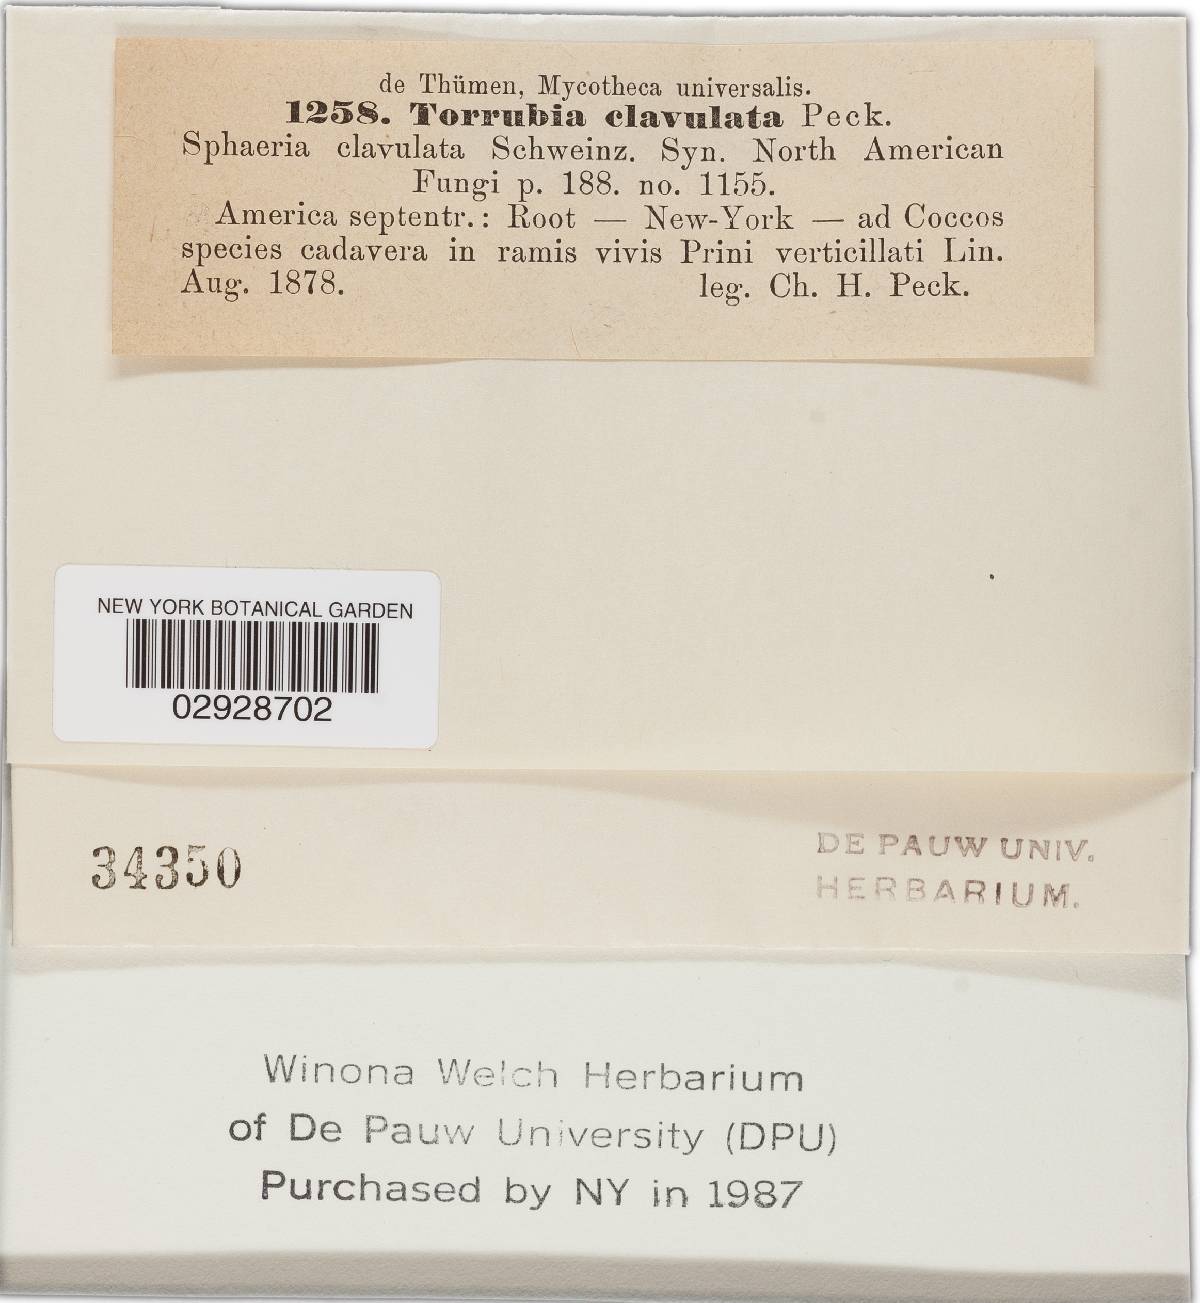 de Thümen, Mycotheca universalis.
1258. Torrubia clavulata Peck.
Sphaeria clavulata Schweinz. Syn. North American
Fungi p. 188. no. 1155.
America septentr.: Root — New-York — ad Coccos
species cadavera in ramis vivis Prini verticillati Lin.
Aug. 1878. leg. Ch. H. Peck.
NEW YORK BOTANICAL GARDEN
02928702
34350
DE PAUW UNIV.
HERBARIUM.
Winona Welch Herbarium
of De Pauw University (DPU)
Purchased by NY in 1987